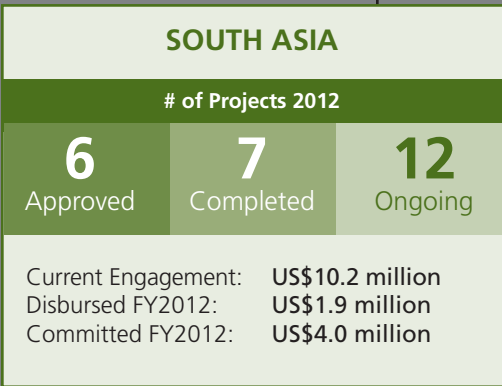 SOUTH ASIA
# of Projects 2012
6 7 12
Approved Completed Ongoing
Current Engagement: US$10.2 million
Disbursed FY2012: US$1.9 million
Committed FY2012: US$4.0 million